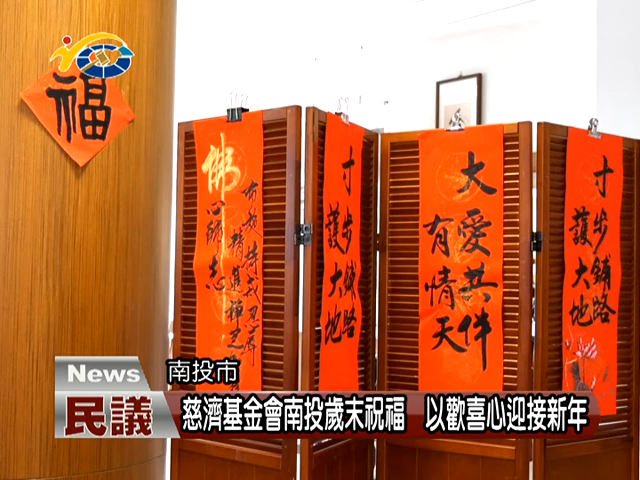 福
佛心師志
寸步鋪路
護大地
大愛共伴
有情天
寸步鋪路
護大地
News
民議
南投市
慈濟基金會南投歲末祝福 以歡喜心迎接新年